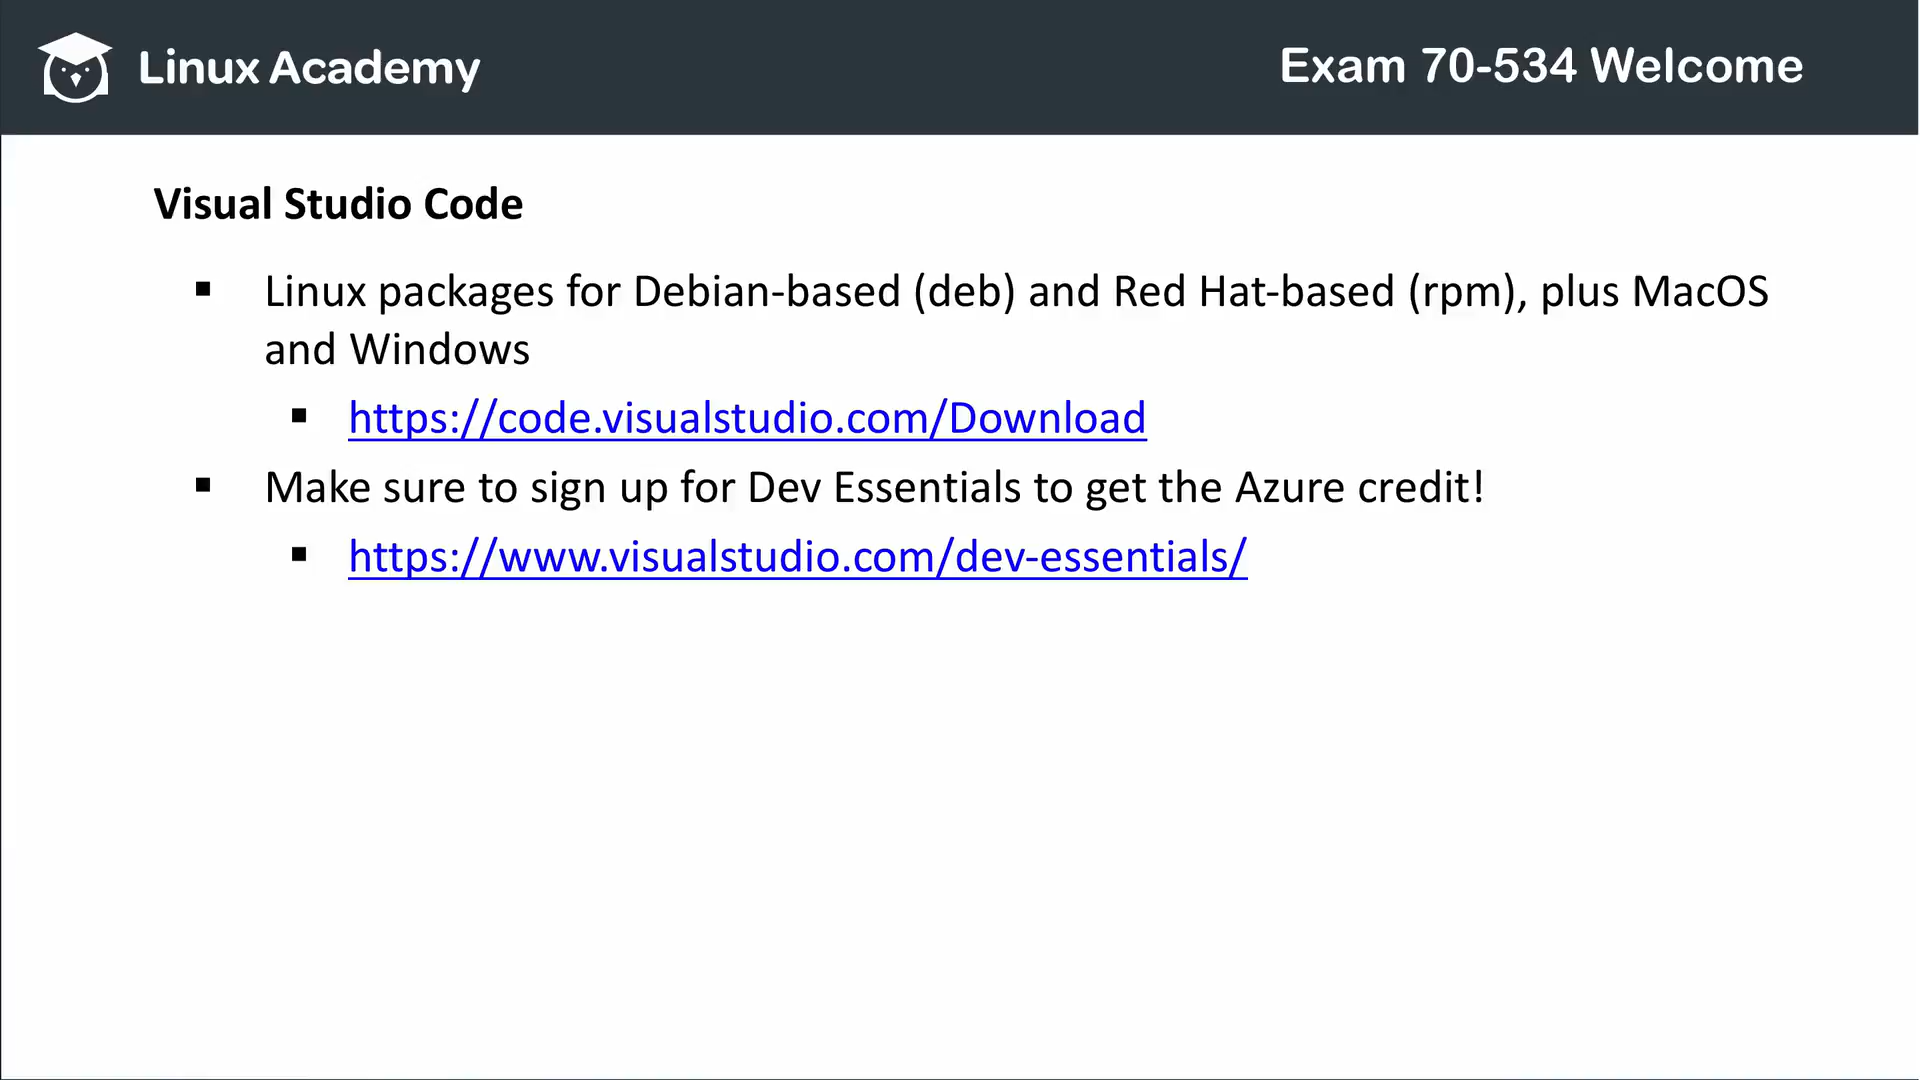 Linux Academy
Exam 70-534 Welcome
Visual Studio Code
Linux packages for Debian-based (deb) and Red Hat-based (rpm), plus MacOS
and Windows
https://code.visualstudio.com/Download
Make sure to sign up for Dev Essentials to get the Azure credit!
https://www.visualstudio.com/dev-essentials/